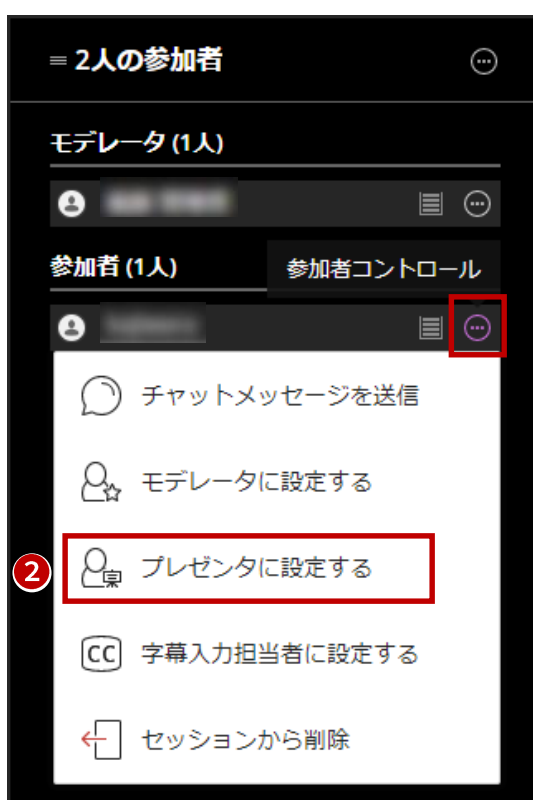 2人の参加者
モデレータ (1人)
参加者 (1人)
参加者コントロール
チャットメッセージを送信
モデレータに設定する
2
プレゼンタに設定する
CC 字幕入力担当者に設定する
セッションから削除